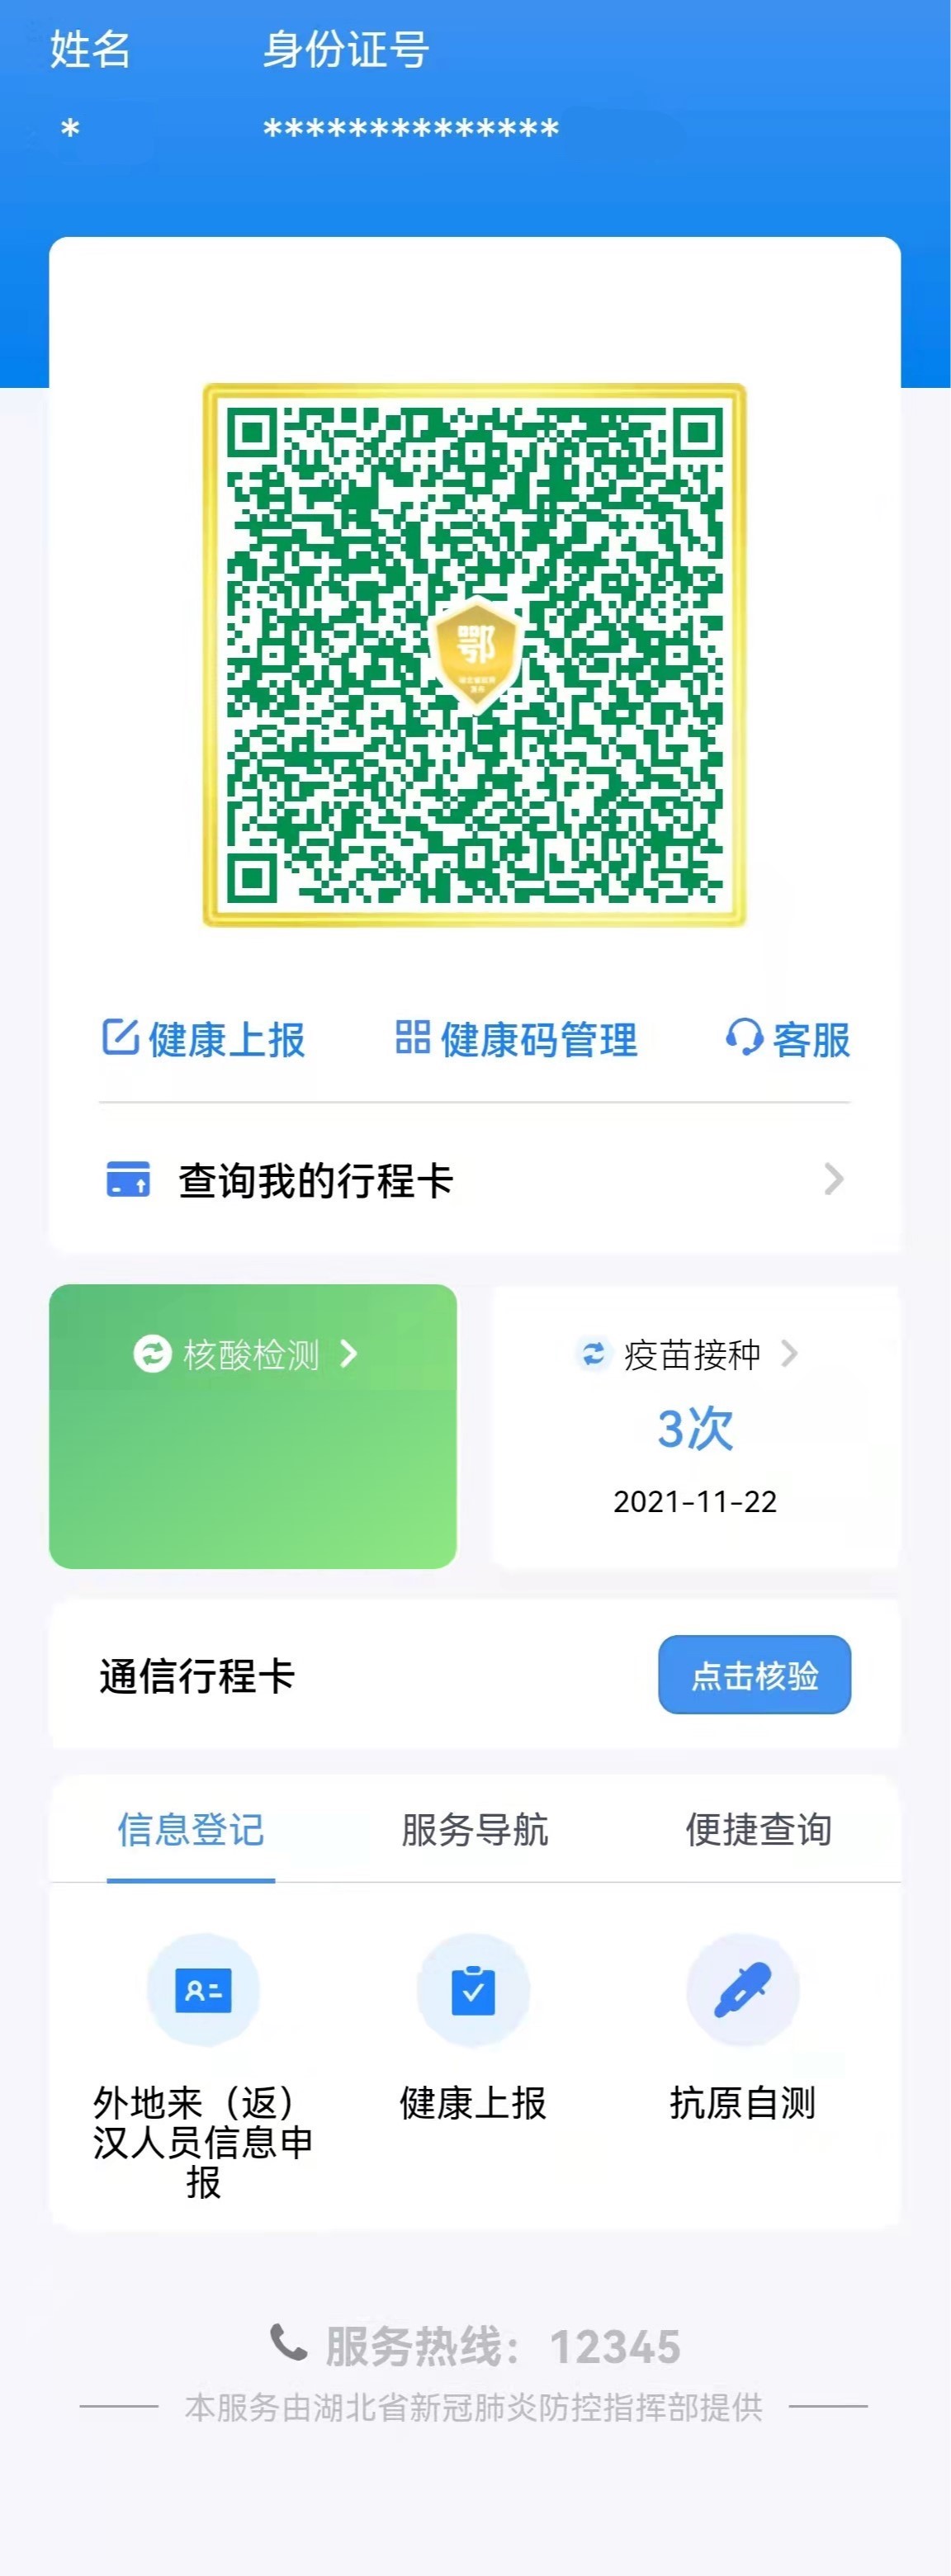 姓名 身份证号
* **************
鄂
健康上报 健康码管理 客服
查询我的行程卡
核酸检测 疫苗接种
3次
2021-11-22
通信行程卡 点击核验
信息登记 服务导航 便捷查询
外地来（返） 健康上报 抗原自测
汉人员信息申
报
服务热线：12345
本服务由湖北省新冠肺炎防控指挥部提供